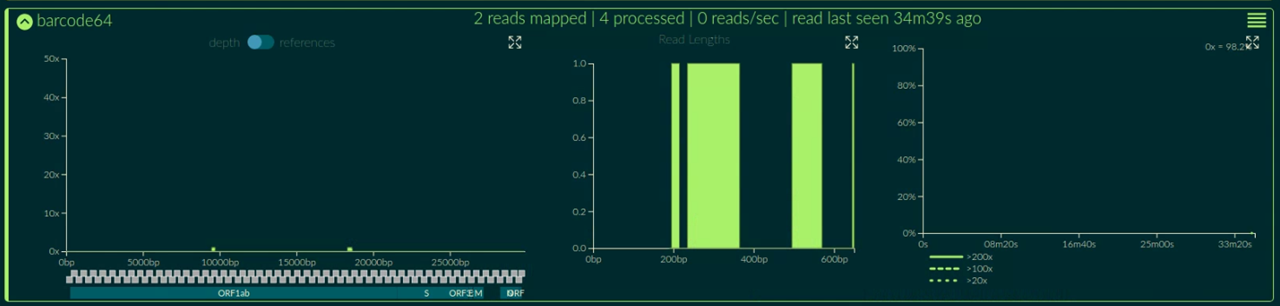 barcode64
2 reads mapped | 4 processed | 0 reads/sec | read last seen 34m39s ago
depth references
50x
40x
30x
20x
10x
0x
0bp 5000bp 10000bp 15000bp 20000bp 25000bp
ORF1ab S
Read Lengths
1.0
0.8
0.6
0.4
0.2
0.0
0bp 200bp 400bp 600bp
0x = 98.2%
100%
80%
60%
40%
20%
0%
0s 08m20s 16m40s 25m00s 33m20s
>200x
>100x
>20x